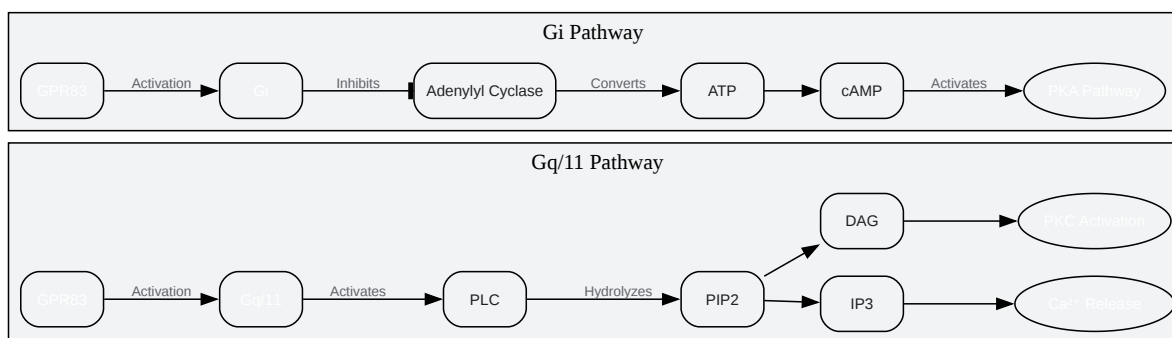 Gi Pathway
GPR83 Activation Gi Inhibits Adenylyl Cyclase Converts ATP cAMP Activates PKA Pathway
Gq/11 Pathway
DAG PKC Activation
GPR83 Activation Gq/11 Activates PLC Hydrolyzes PIP2 IP3 Ca²⁺ Release